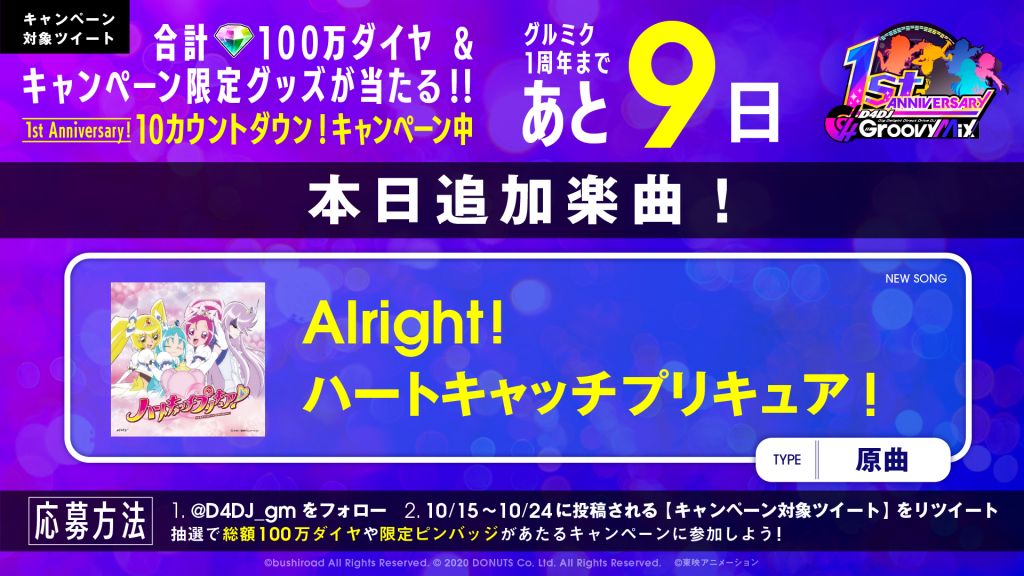 キャンペーン
対象ツイート
合計100万ダイヤ &
キャンペーン限定グッズが当たる!!
1st Anniversary! 10カウントダウン!キャンペーン中
グルミク
1周年まで
あと9日
1st
ANNIVERSARY
D4DJ
Groovy Mix
本日追加楽曲!
NEW SONG
ハートキャッチプリキュア!
Alright!
ハートキャッチプリキュア!
TYPE 原曲
応募方法
1. @D4DJ_gm をフォロー 2. 10/15~10/24に投稿される【キャンペーン対象ツイート】をリツイート
抽選で総額100万ダイヤや限定ピンバッジがあたるキャンペーンに参加しよう!
©bushiroad All Rights Reserved. © 2020 DONUTS Co. Ltd. All Rights Reserved. ©東映アニメーション